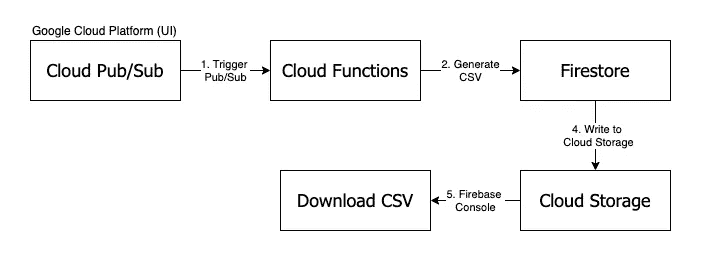 Google Cloud Platform (UI)
Cloud Pub/Sub
1. Trigger
Pub/Sub
Cloud Functions
2. Generate
CSV
Firestore
4. Write to
Cloud Storage
Cloud Storage
5. Firebase
Console
Download CSV